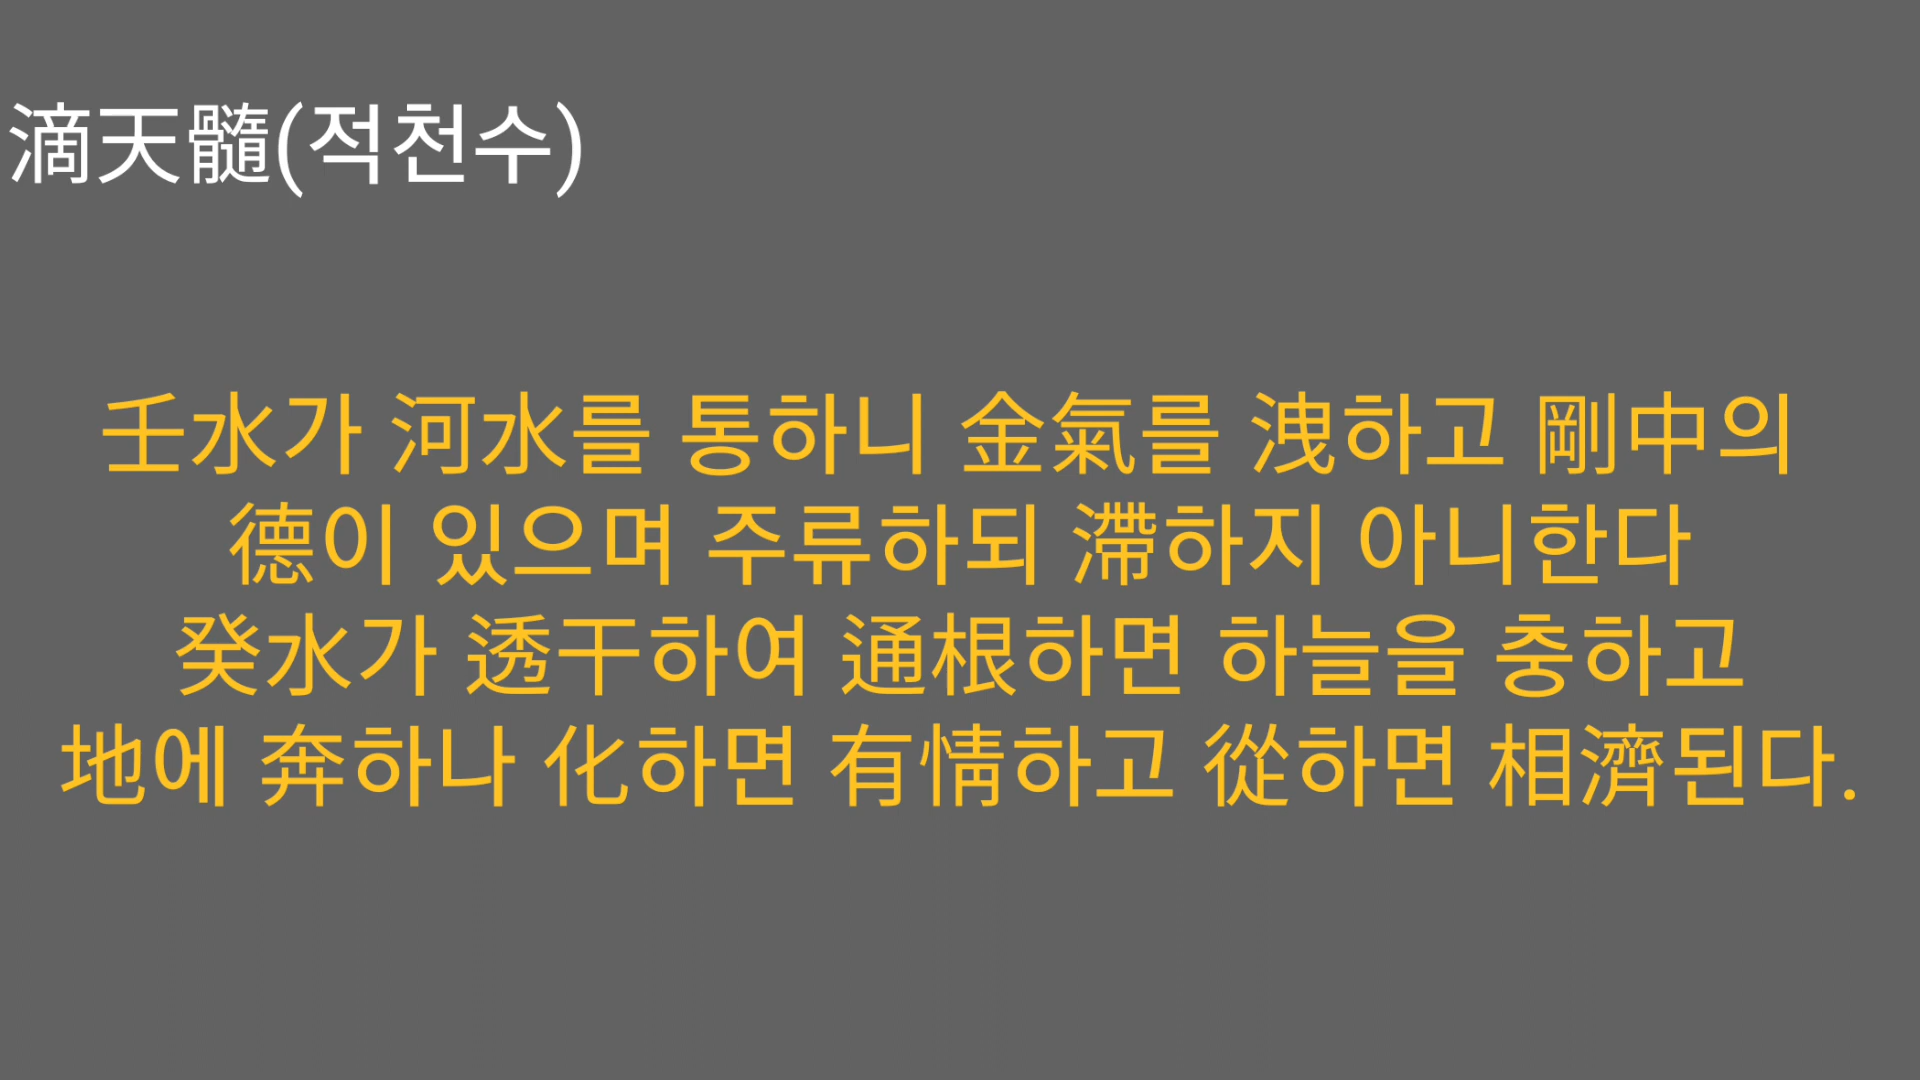 滴天髓(적천수)
壬水가 河水를 통하니 金氣를 洩하고 剛中의
德이 있으며 주류하되 滯하지 아니한다
癸水가 透干하여 通根하면 하늘을 충하고
地에 奔하나 化하면 有情하고 從하면 相濟된다.